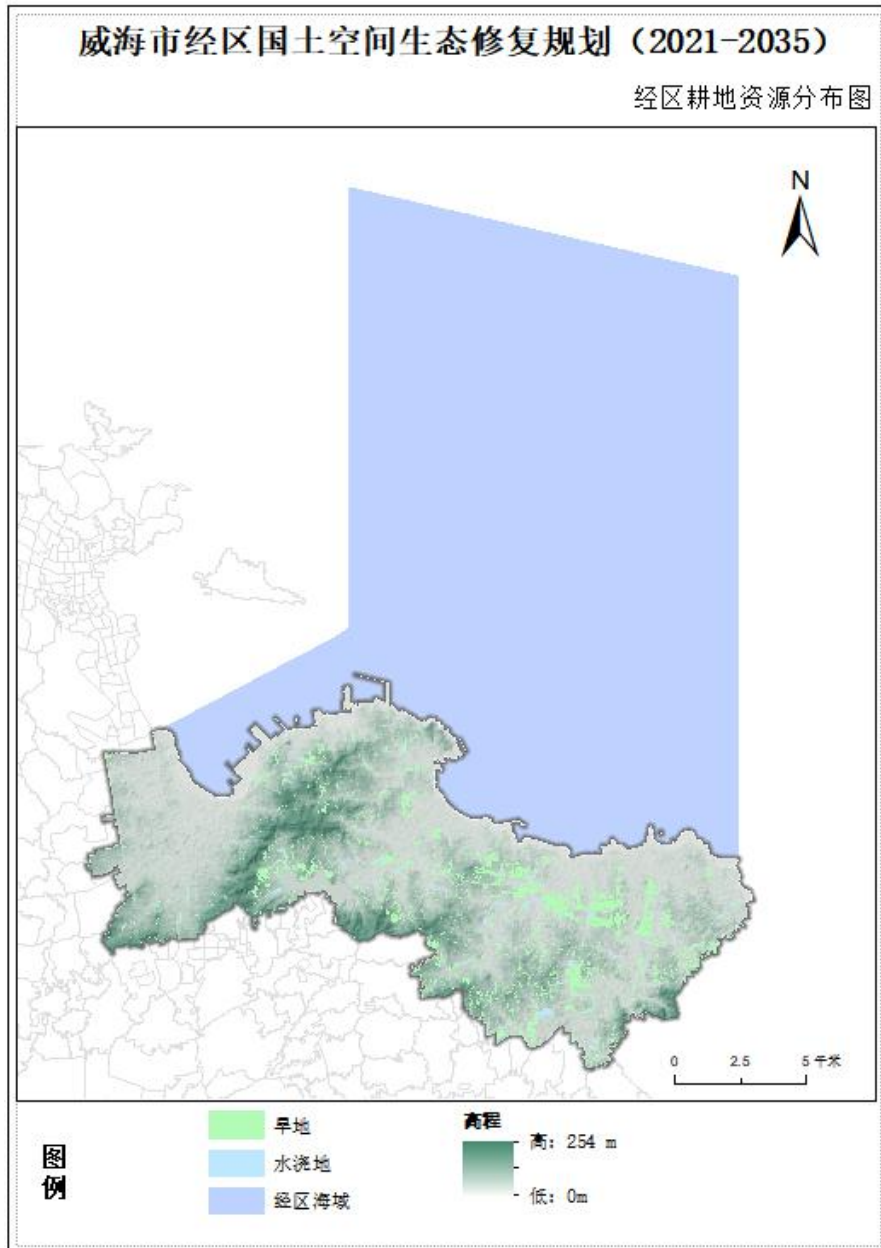 威海市经区国土空间生态修复规划（2021-2035）
经区耕地资源分布图
N
0 2.5 5 千米
图例
旱地
水浇地
经区海域
高程
高：254 m
低：0m